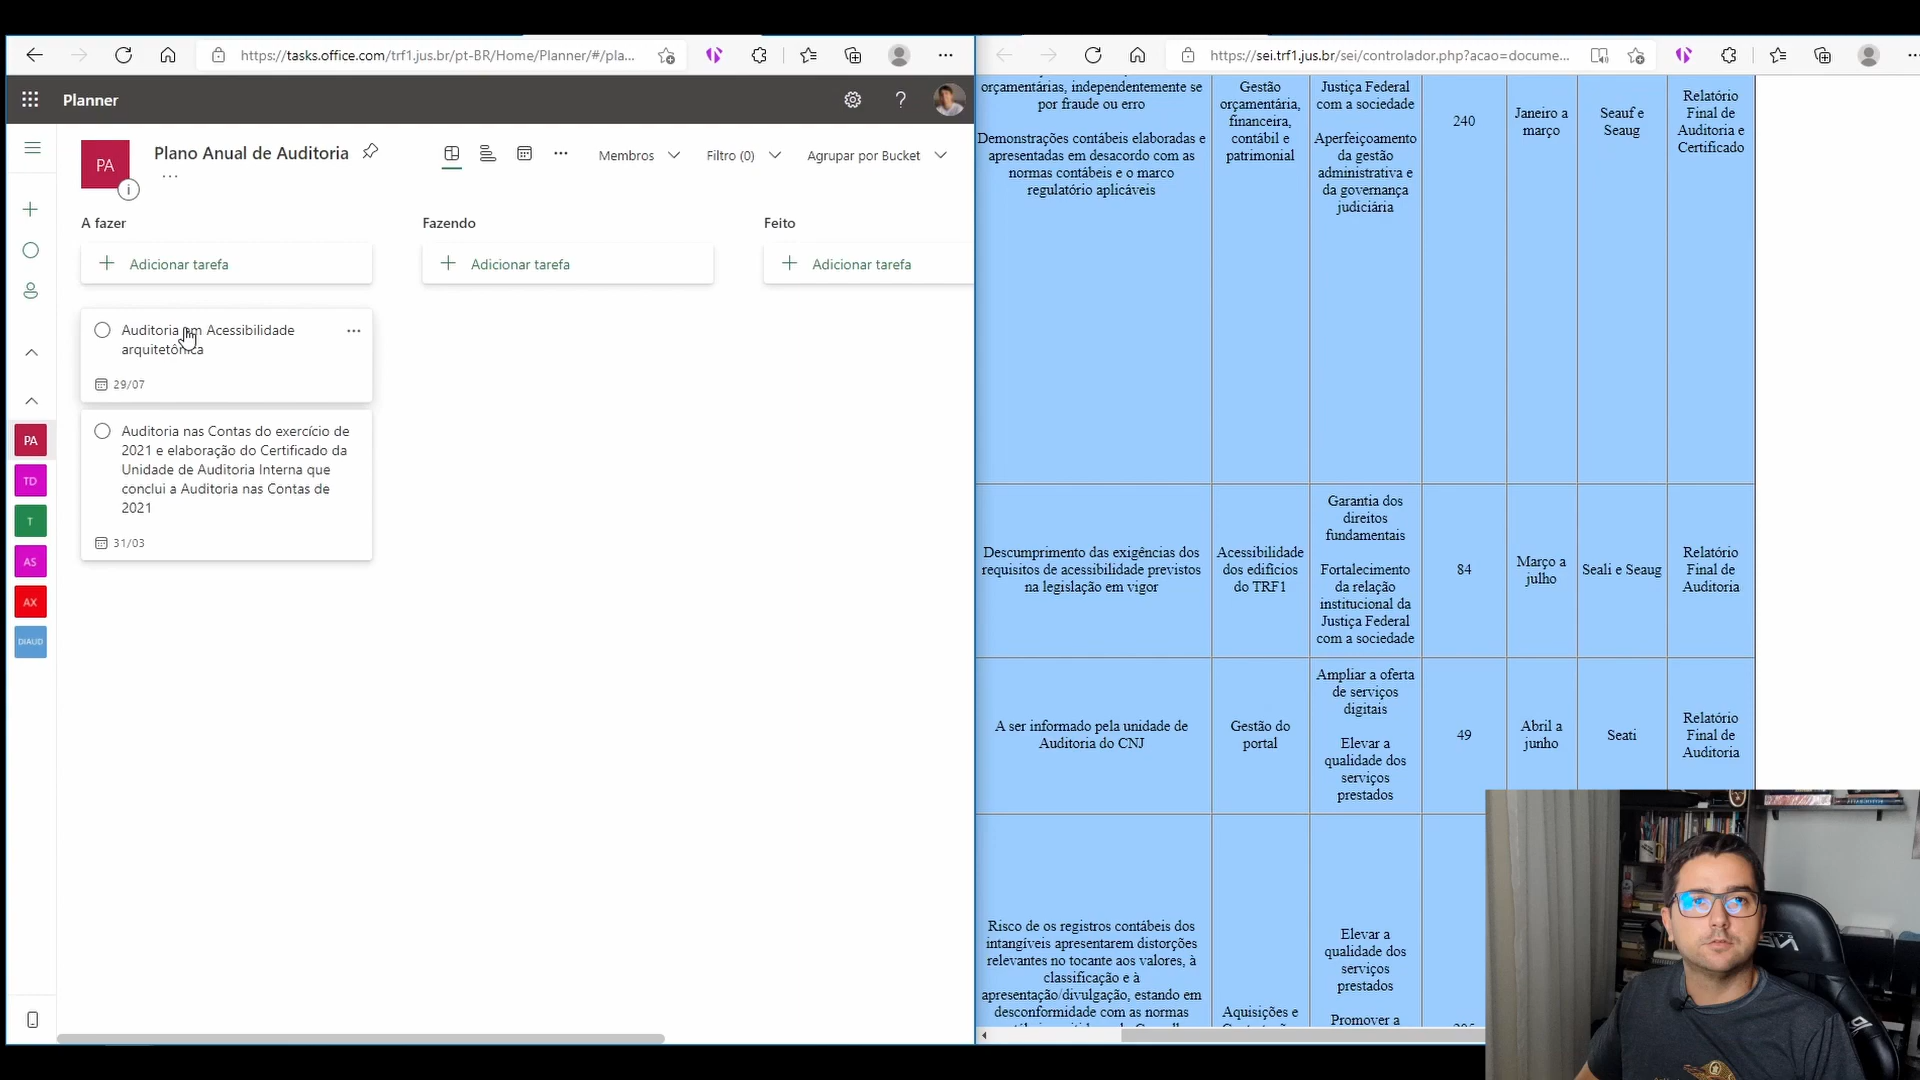 https://tasks.office.com/trf1.jus.br/pt-BR/Home/Planner/#/pla...
Planner
?
PA
i
Plano Anual de Auditoria
...
Membros
Filtro (0)
Agrupar por Bucket
A fazer
Adicionar tarefa
Fazendo
Adicionar tarefa
Feito
Adicionar tarefa
Auditoria em Acessibilidade
arquitetônica
29/07
Auditoria nas Contas do exercício de
2021 e elaboração do Certificado da
Unidade de Auditoria Interna que
conclui a Auditoria nas Contas de
2021
31/03
PA
TD
T
AS
AX
DIAUD
https://sei.trf1.jus.br/sei/controlador.php?acao=docume...
orçamentárias, independentemente se
por fraude ou erro
Demonstrações contábeis elaboradas e
apresentadas em desacordo com as
normas contábeis e o marco
regulatório aplicáveis
Gestão
orçamentária,
financeira,
contábil e
patrimonial
Justiça Federal
com a sociedade
Aperfeiçoamento
da gestão
administrativa e
da governança
judiciária
240
Janeiro a
março
Seauf e
Seaug
Relatório
Final de
Auditoria e
Certificado
Descumprimento das exigências dos
requisitos de acessibilidade previstos
na legislação em vigor
Acessibilidade
dos edifícios
do TRF1
Garantia dos
direitos
fundamentais
Fortalecimento
da relação
institucional da
Justiça Federal
com a sociedade
84
Março a
julho
Seali e Seaug
Relatório
Final de
Auditoria
A ser informado pela unidade de
Auditoria do CNJ
Gestão do
portal
Ampliar a oferta
de serviços
digitais
Elevar a
qualidade dos
serviços
prestados
49
Abril a
junho
Seati
Relatório
Final de
Auditoria
Risco de os registros contábeis dos
intangíveis apresentarem distorções
relevantes no tocante aos valores, à
classificação e à
apresentação/divulgação, estando em
desconformidade com as normas
Aquisições e
Elevar a
qualidade dos
serviços
prestados
Promover a